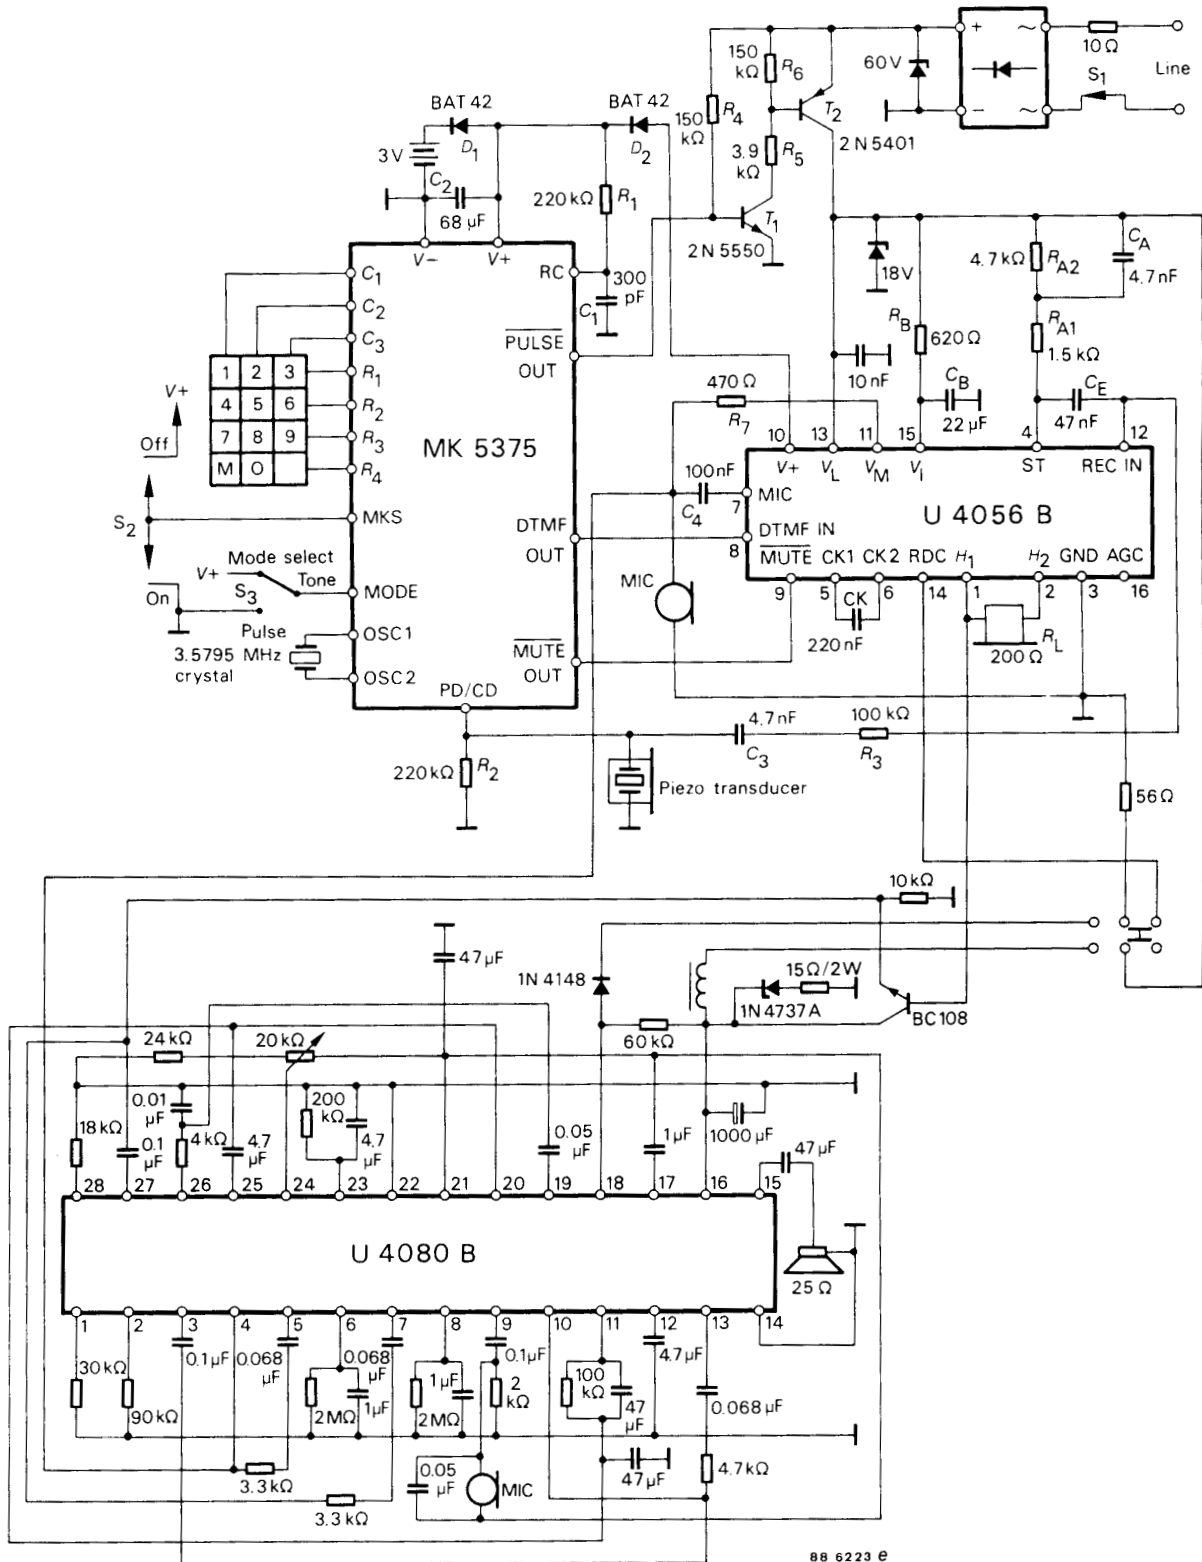 150 kΩ
R6
R4
150 kΩ
3.9 kΩ
R5
T1
2 N 5550
T2
2 N 5401
60 V
+
−
~
~
10 Ω
S1
Line
BAT 42
D1
BAT 42
D2
3 V
C2
68 µF
220 kΩ
R1
V−
V+
RC
300 pF
C1
C1
C2
C3
R1
R2
R3
R4
1 2 3
4 5 6
7 8 9
M O
V+
Off
S2
On
MKS
Mode select
V+
Tone
S3
Pulse
MODE
3.5795 MHz crystal
OSC1
OSC2
MK 5375
PULSE OUT
DTMF OUT
MUTE OUT
PD/CD
220 kΩ
R2
Piezo transducer
4.7 nF
C3
100 kΩ
R3
18 V
10 nF
RB
620 Ω
CB
22 µF
4.7 kΩ
RA2
CA
4.7 nF
RA1
1.5 kΩ
CE
47 nF
470 Ω
R7
100 nF
C4
MIC
10 13 11 15 4 12
V+ VL VM VI ST REC IN
7 MIC
U 4056 B
8 DTMF IN
MUTE CK1 CK2 RDC H1 H2 GND AGC
9 5 6 14 1 2 3 16
CK
220 nF
RL
200 Ω
56 Ω
10 kΩ
47 µF
1N 4148
15 Ω/2W
1N 4737A
BC108
60 kΩ
24 kΩ
20 kΩ
18 kΩ
0.01 µF
0.1 µF
4 kΩ
4.7 µF
200 kΩ
4.7 µF
0.05 µF
1 µF
1000 µF
47 µF
28 27 26 25 24 23 22 21 20 19 18 17 16 15
U 4080 B
25 Ω
1 2 3 4 5 6 7 8 9 10 11 12 13 14
30 kΩ
90 kΩ
0.1 µF
0.068 µF
2 MΩ
1 µF
0.068 µF
2 MΩ
1 µF
0.1 µF
2 kΩ
100 kΩ
47 µF
4.7 µF
0.068 µF
3.3 kΩ
3.3 kΩ
0.05 µF
MIC
47 µF
4.7 kΩ
88 6223 e